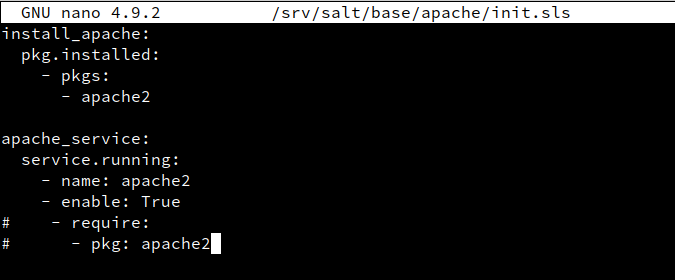 GNU nano 4.9.2 /srv/salt/base/apache/init.sls
install_apache:
  pkg.installed:
    - pkgs:
      - apache2

apache_service:
  service.running:
    - name: apache2
    - enable: True
#    - require:
#      - pkg: apache2